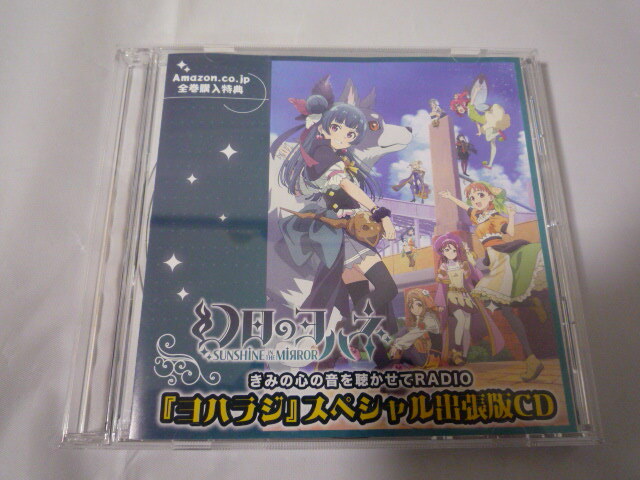 Amazon.co.jp
全巻購入特典
幻日のヨハネ
SUNSHINE in the MIRROR
きみの心の音を聴かせてRADIO
『ヨハラジ』スペシャル出張版CD